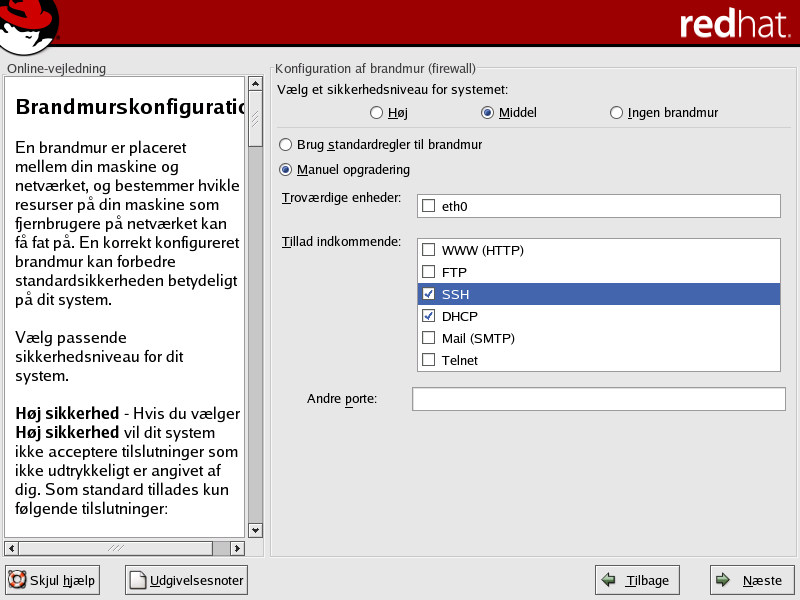 redhat.
Online-vejledning
Brandmurskonfiguratio
En brandmur er placeret
mellem din maskine og
netværket, og bestemmer hvikle
resurser på din maskine som
fjernbrugere på netværket kan
få fat på. En korrekt konfigureret
brandmur kan forbedre
standardsikkerheden betydeligt
på dit system.
Vælg passende
sikkerhedsniveau for dit
system.
Høj sikkerhed - Hvis du vælger
Høj sikkerhed vil dit system
ikke acceptere tilslutninger som
ikke udtrykkeligt er angivet af
dig. Som standard tillades kun
følgende tilslutninger:
Konfiguration af brandmur (firewall)
Vælg et sikkerhedsniveau for systemet:
Høj Middel Ingen brandmur
Brug standardregler til brandmur
Manuel opgradering
Troværdige enheder: eth0
Tillad indkommende: WWW (HTTP)
FTP
SSH
DHCP
Mail (SMTP)
Telnet
Andre porte:
Skjul hjælp Udgivelsesnoter Tilbage Næste